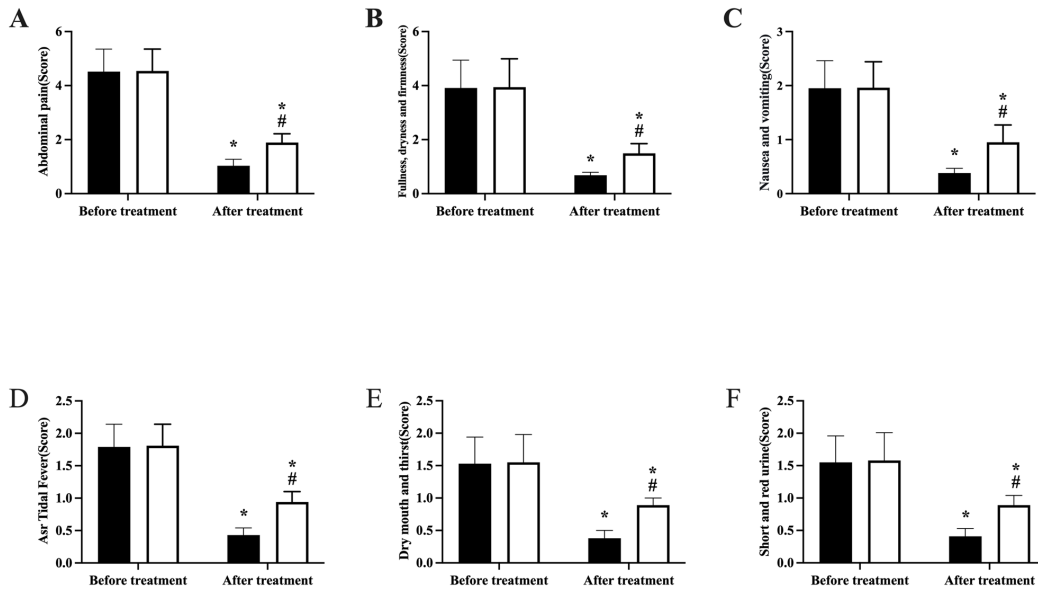 A
Abdominal pain(Score)
6
4
2
0
*
*
#
Before treatment
After treatment
B
Fullness, dryness and firmness(Score)
6
4
2
0
*
*
#
Before treatment
After treatment
C
Nausea and vomiting(Score)
3
2
1
0
*
*
#
Before treatment
After treatment
D
Asr Tidal Fever(Score)
2.5
2.0
1.5
1.0
0.5
0.0
*
*
#
Before treatment
After treatment
E
Dry mouth and thirst(Score)
2.5
2.0
1.5
1.0
0.5
0.0
*
*
#
Before treatment
After treatment
F
Short and red urine(Score)
2.5
2.0
1.5
1.0
0.5
0.0
*
*
#
Before treatment
After treatment